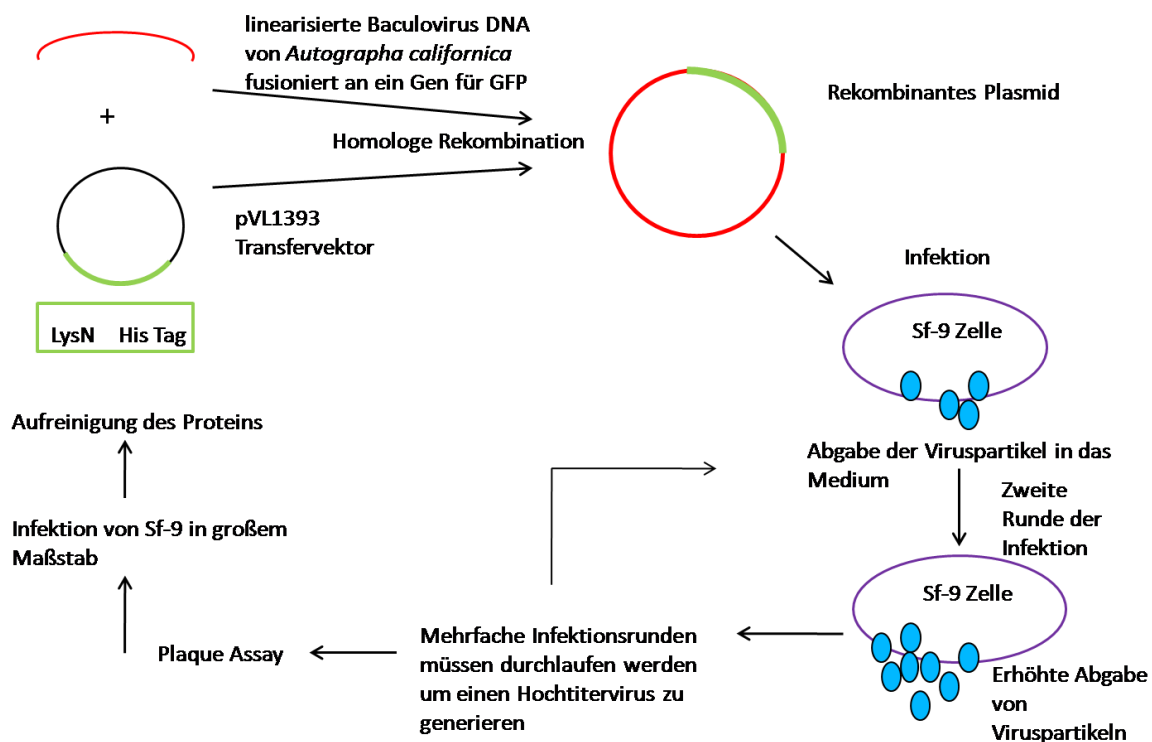 linearisierte Baculovirus DNA
von Autographa californica
fusioniert an ein Gen für GFP
+
Homologe Rekombination
Rekombinantes Plasmid
pVL1393
Transfervektor
LysN His Tag
Infektion
Sf-9 Zelle
Abgabe der Viruspartikel in das
Medium
Zweite
Runde der
Infektion
Sf-9 Zelle
Erhöhte Abgabe
von
Viruspartikeln
Mehrfache Infektionsrunden
müssen durchlaufen werden
um einen Hochtitervirus zu
generieren
Plaque Assay
Infektion von Sf-9 in großem
Maßstab
Aufreinigung des Proteins